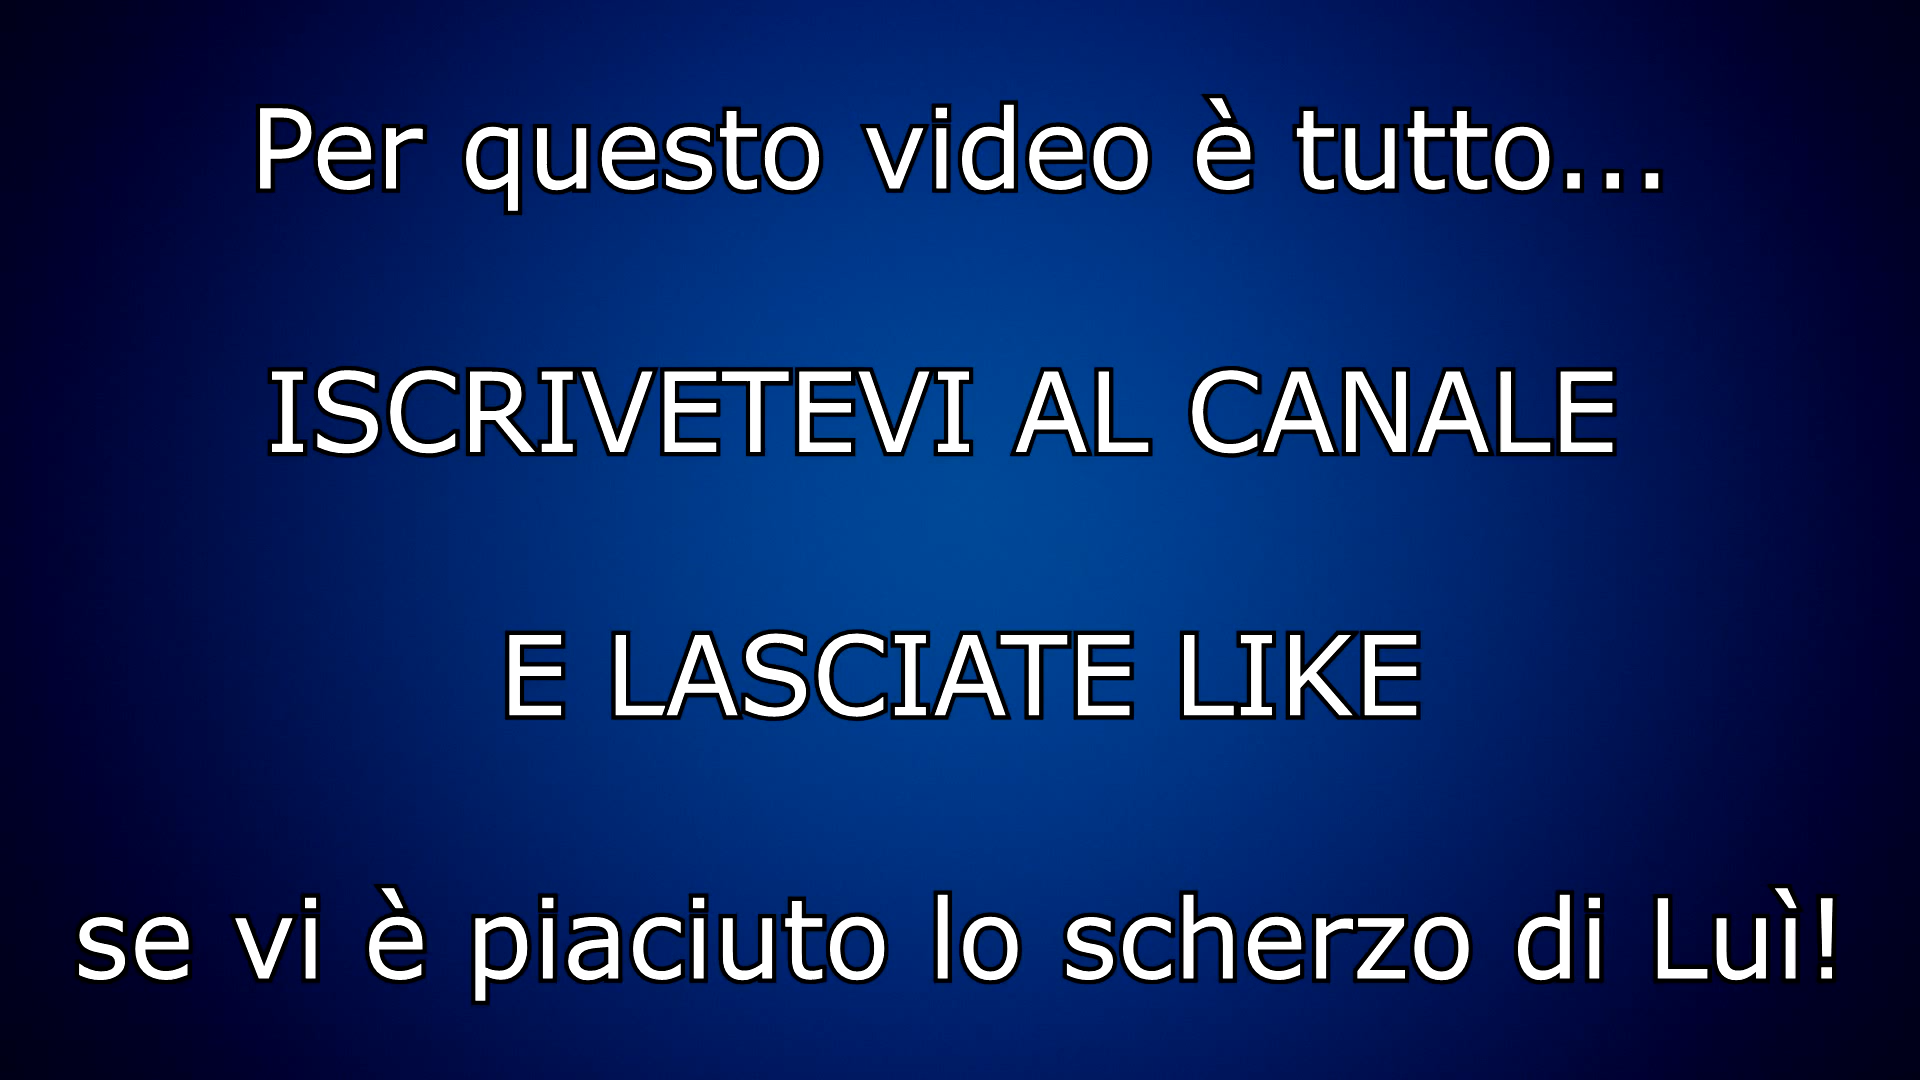 Per questo video è tutto...
ISCRIVETEVI AL CANALE
E LASCIATE LIKE
se vi è piaciuto lo scherzo di Luì!